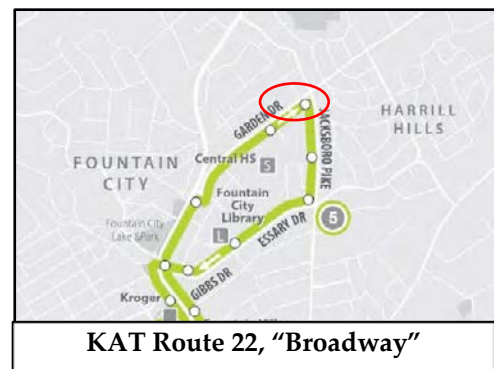 GARDEN DR
HARRILL
HILLS
JACKSBORO PIKE
FOUNTAIN
CITY
Central HS
S
Fountain
City
Library
L
Fountain City
Lake & Park
ESSARY DR
5
GIBBS DR
Kroger
KAT Route 22, “Broadway”